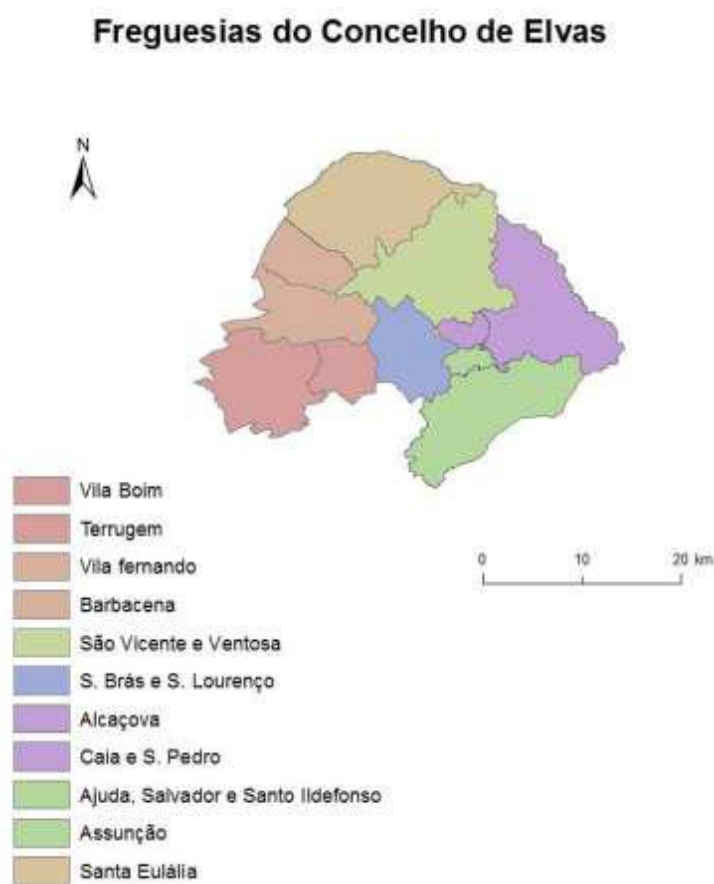 Freguesias do Concelho de Elvas
N
Vila Boim
Terrugem
Vila fernando
Barbacena
São Vicente e Ventosa
S. Brás e S. Lourenço
Alcaçova
Caia e S. Pedro
Ajuda, Salvador e Santo Ildefonso
Assunção
Santa Eulália
0 10 20 km